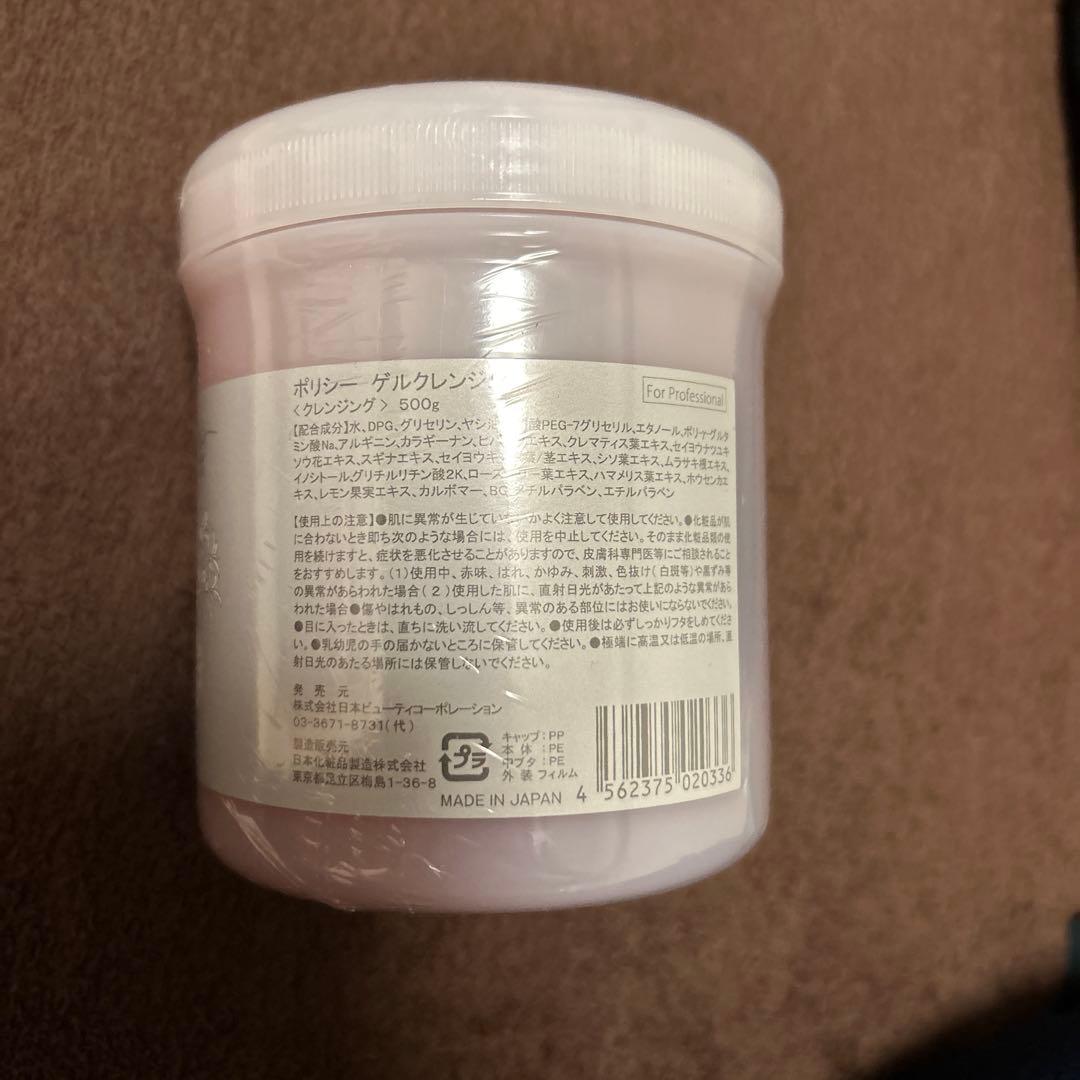 ポリシー ゲルクレンジ
For Professional
〈クレンジング〉 500g
【配合成分】水、DPG、グリセリン、ヤシ油 酸PEG-7グリセリル、エタノール、ポリ-γ-グルタ
ミン酸Na、アルギニン、カラギーナン、ヒバ エキス、クレマティス葉エキス、セイヨウナツユキ
ソウ花エキス、スギナエキス、セイヨウキ 葉/茎エキス、シソ葉エキス、ムラサキ根エキス、
イノシトール、グリチルリチン酸2K、ローズ リー葉エキス、ハマメリス葉エキス、ホウセンカエ
キス、レモン果実エキス、カルボマー、BG、メチルパラベン、エチルパラベン
【使用上の注意】●肌に異常が生じてい かよく注意して使用してください。●化粧品が肌
に合わないとき即ち次のような場合には、使用を中止してください。そのまま化粧品類の使
用を続けますと、症状を悪化させることがありますので、皮膚科専門医等にご相談されること
をおすすめします。(1)使用中、赤味、はれ、かゆみ、刺激、色抜け(白斑等)や黒ずみ等
の異常があらわれた場合(2)使用した肌に、直射日光があたって上記のような異常があら
われた場合●傷やはれもの、しっしん等、異常のある部位にはお使いにならないでください。
●目に入ったときは、直ちに洗い流してください。●使用後は必ずしっかりフタをしめてくださ
い。●乳幼児の手の届かないところに保管してください。●極端に高温又は低温の場所、直
射日光のあたる場所には保管しないでください。
発売元
株式会社日本ビューティコーポレーション
03-3671-8731(代)
製造販売元
日本化粧品製造株式会社
東京都足立区梅島1-36-8
プラ
キャップ:PP
本体:PE
中ブタ:PE
外装フィルム
MADE IN JAPAN
4 562375 020336